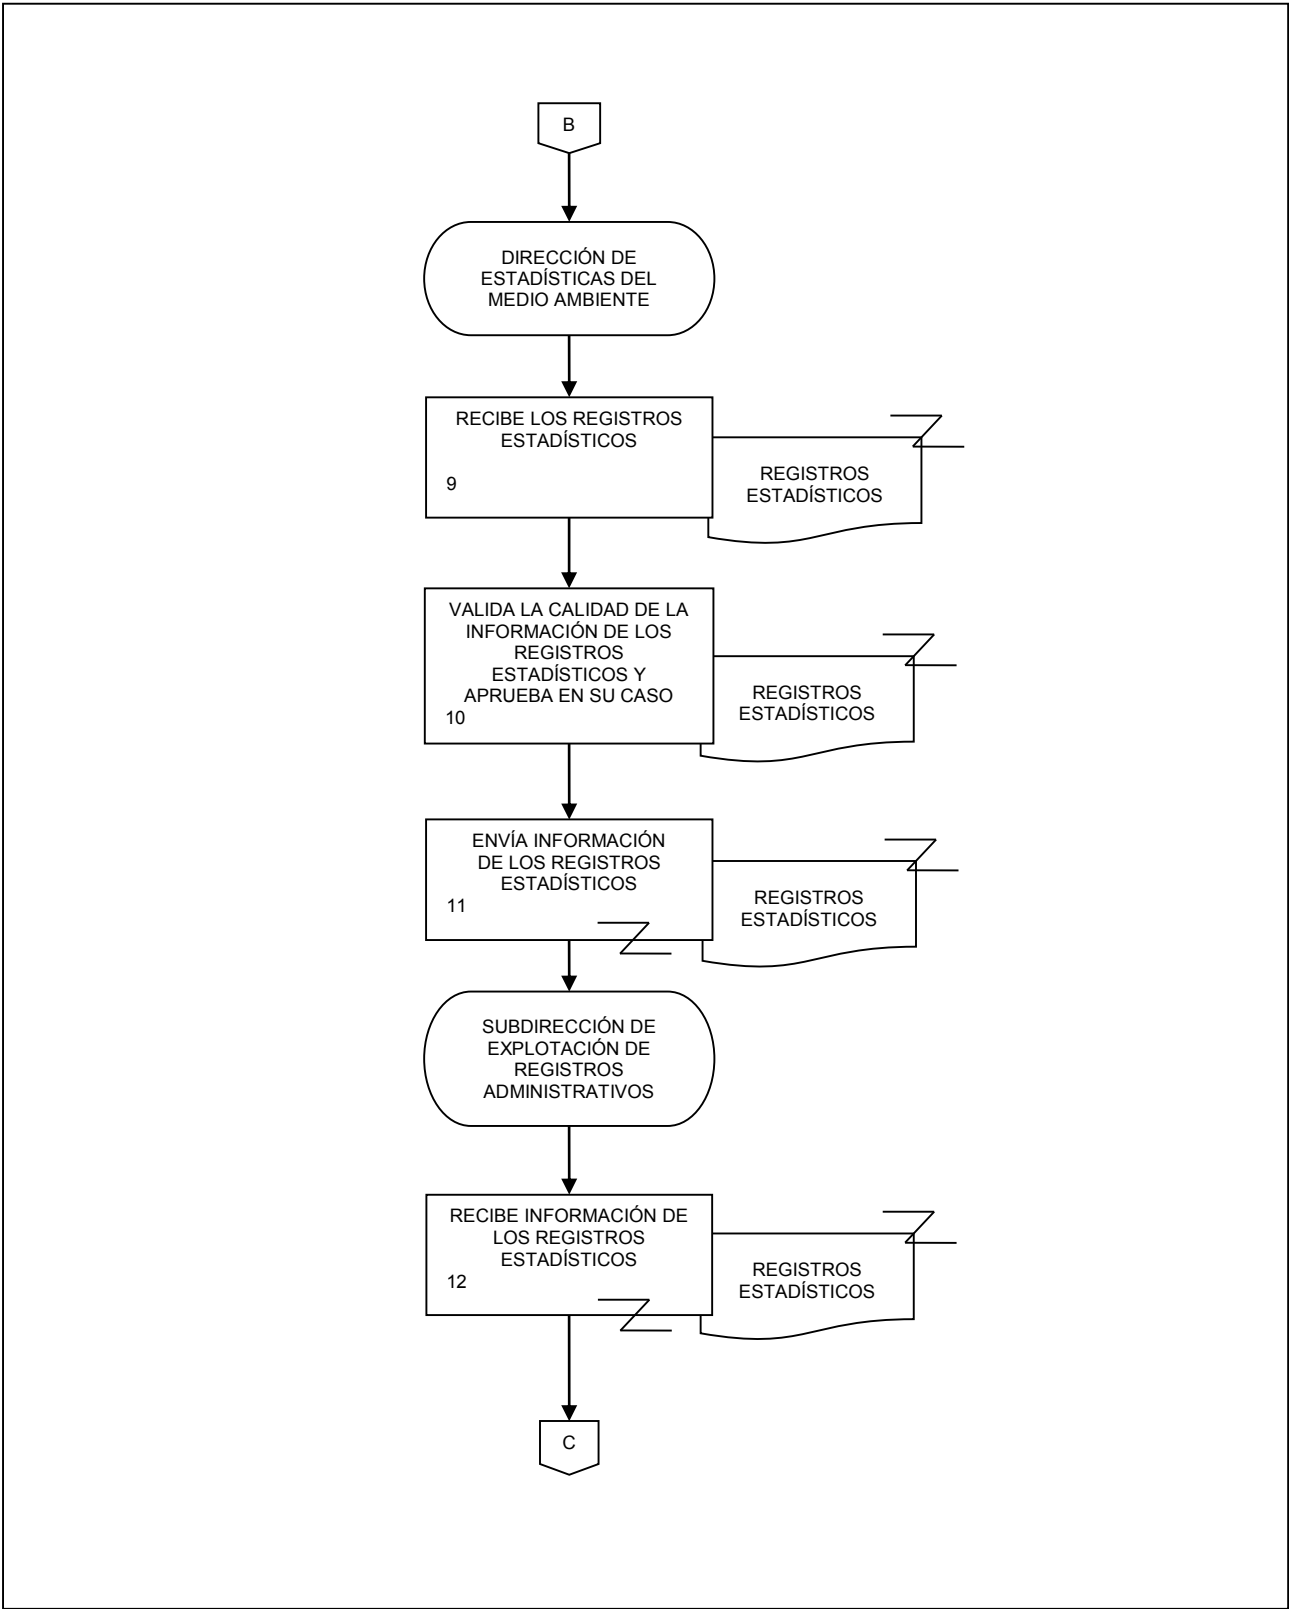 B
DIRECCIÓN DE
ESTADÍSTICAS DEL
MEDIO AMBIENTE
RECIBE LOS REGISTROS
ESTADÍSTICOS
9
REGISTROS
ESTADÍSTICOS
VALIDA LA CALIDAD DE LA
INFORMACIÓN DE LOS
REGISTROS
ESTADÍSTICOS Y
APRUEBA EN SU CASO
10
REGISTROS
ESTADÍSTICOS
ENVÍA INFORMACIÓN
DE LOS REGISTROS
ESTADÍSTICOS
11
REGISTROS
ESTADÍSTICOS
SUBDIRECCIÓN DE
EXPLOTACIÓN DE
REGISTROS
ADMINISTRATIVOS
RECIBE INFORMACIÓN DE
LOS REGISTROS
ESTADÍSTICOS
12
REGISTROS
ESTADÍSTICOS
C